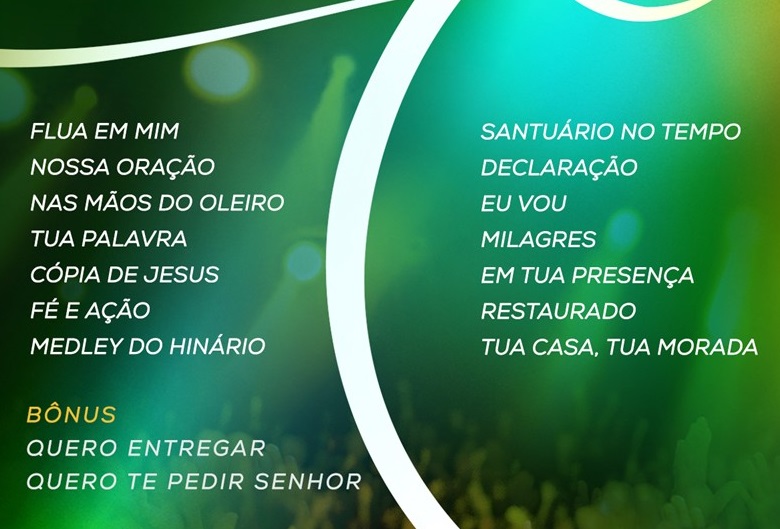 FLUA EM MIM
NOSSA ORAÇÃO
NAS MÃOS DO OLEIRO
TUA PALAVRA
CÓPIA DE JESUS
FÉ E AÇÃO
MEDLEY DO HINÁRIO
BÔNUS
QUERO ENTREGAR
QUERO TE PEDIR SENHOR
SANTUÁRIO NO TEMPO
DECLARAÇÃO
EU VOU
MILAGRES
EM TUA PRESENÇA
RESTAURADO
TUA CASA, TUA MORADA